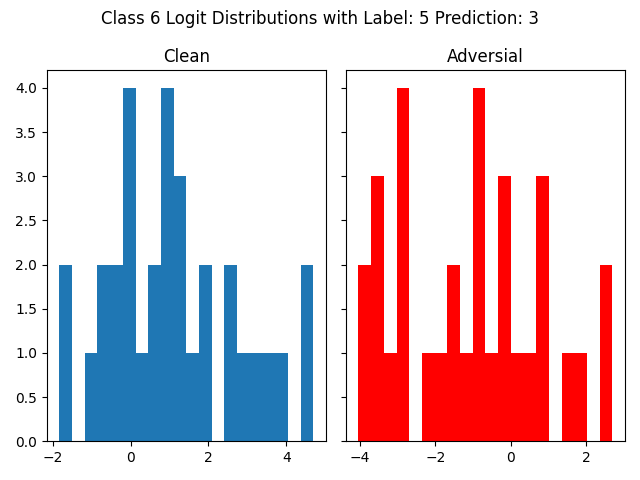 Class 6 Logit Distributions with Label: 5 Prediction: 3
Clean
Adversial
4.0
3.5
3.0
2.5
2.0
1.5
1.0
0.5
0.0
−2 0 2 4
−4 −2 0 2